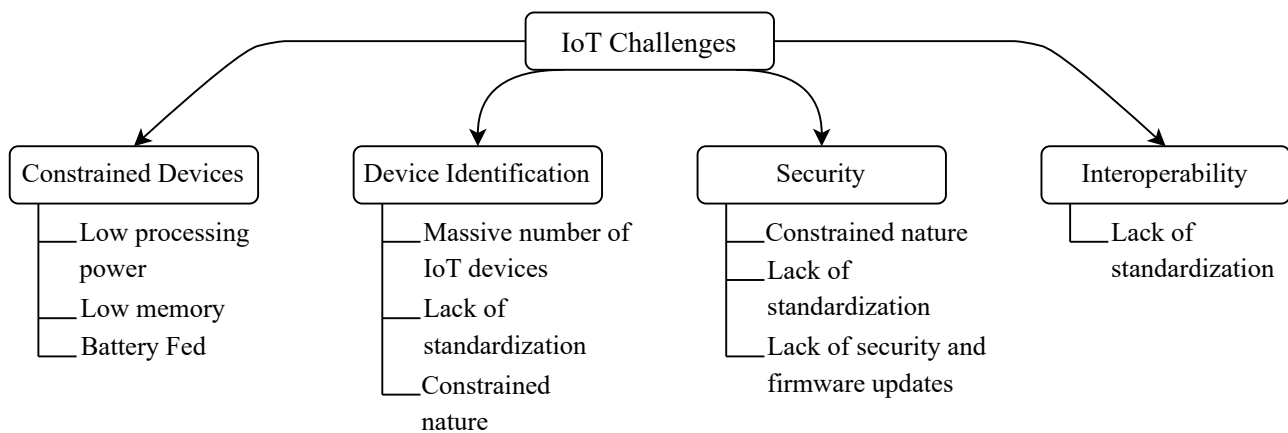 IoT Challenges
Constrained Devices
Low processing
power
Low memory
Battery Fed
Device Identification
Massive number of
IoT devices
Lack of
standardization
Constrained
nature
Security
Constrained nature
Lack of
standardization
Lack of security and
firmware updates
Interoperability
Lack of
standardization